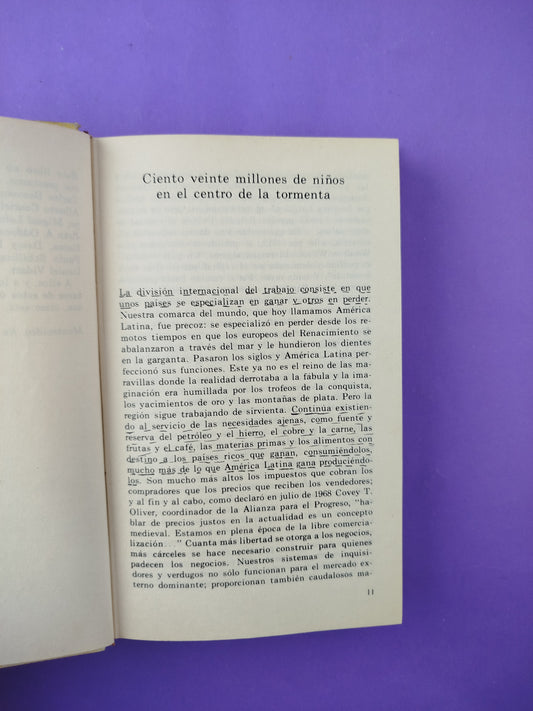 Ciento veinte millones de niños
en el centro de la tormenta
La división internacional del trabajo consiste en que
unos países se especializan en ganar y otros en perder.
Nuestra comarca del mundo, que hoy llamamos América
Latina, fue precoz: se especializó en perder desde los re-
motos tiempos en que los europeos del Renacimiento se
abalanzaron a través del mar y le hundieron los dientes
en la garganta. Pasaron los siglos y América Latina per-
feccionó sus funciones. Este ya no es el reino de las ma-
ravillas donde la realidad derrotaba a la fábula y la ima-
ginación era humillada por los trofeos de la conquista,
los yacimientos de oro y las montañas de plata. Pero la
región sigue trabajando de sirvienta. Continúa existien-
do al servicio de las necesidades ajenas, como fuente y
reserva del petróleo y el hierro, el cobre y la carne, las
frutas y el café, las materias primas y los alimentos con
destino a los países ricos que ganan, consumiéndolos,
mucho más de lo que América Latina gana produciéndo-
los. Son mucho más altos los impuestos que cobran los
compradores que los precios que reciben los vendedores;
y al fin y al cabo, como declaró en julio de 1968 Covey T.
Oliver, coordinador de la Alianza para el Progreso, "ha-
blar de precios justos en la actualidad es un concepto
medieval. Estamos en plena época de la libre comercia-
lización..." Cuanta más libertad se otorga a los negocios,
más cárceles se hace necesario construir para quienes
padecen los negocios. Nuestros sistemas de inquisi-
dores y verdugos no sólo funcionan para el mercado ex-
terno dominante; proporcionan también caudalosos ma-
11